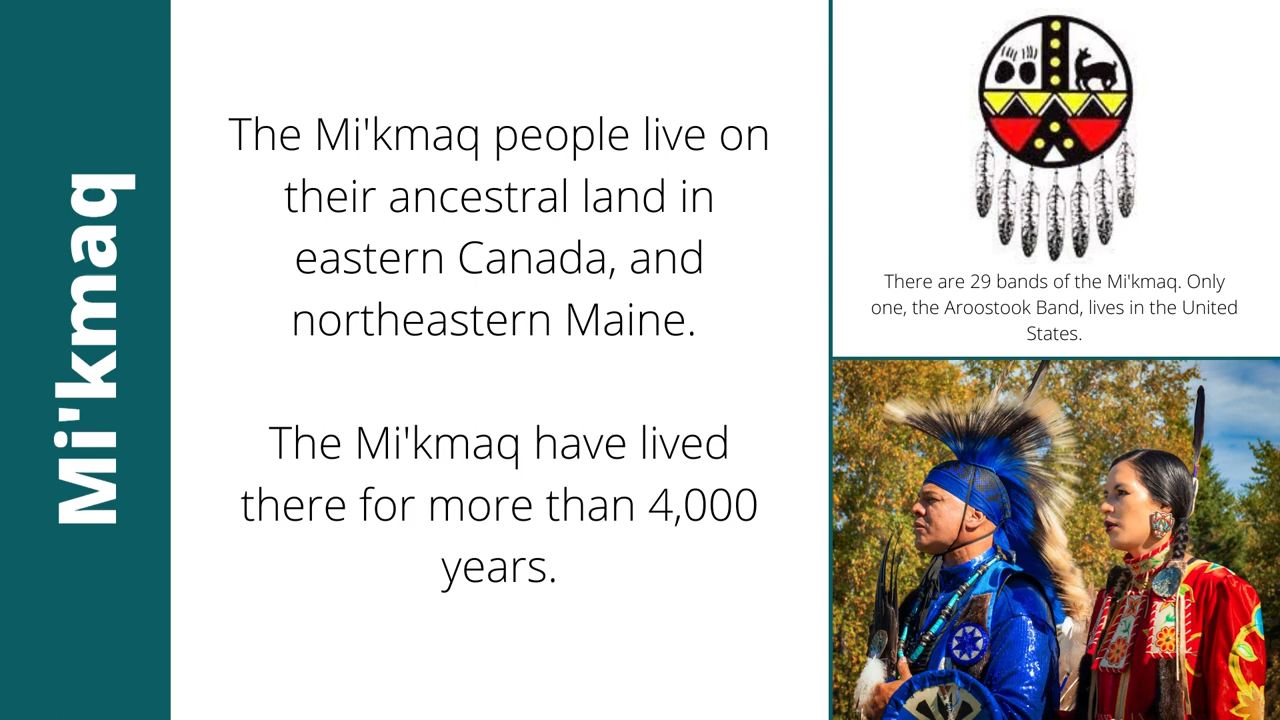 Mi'kmaq
The Mi'kmaq people live on
their ancestral land in
eastern Canada, and
northeastern Maine.
The Mi'kmaq have lived
there for more than 4,000
years.
There are 29 bands of the Mi'kmaq. Only
one, the Aroostook Band, lives in the United
States.